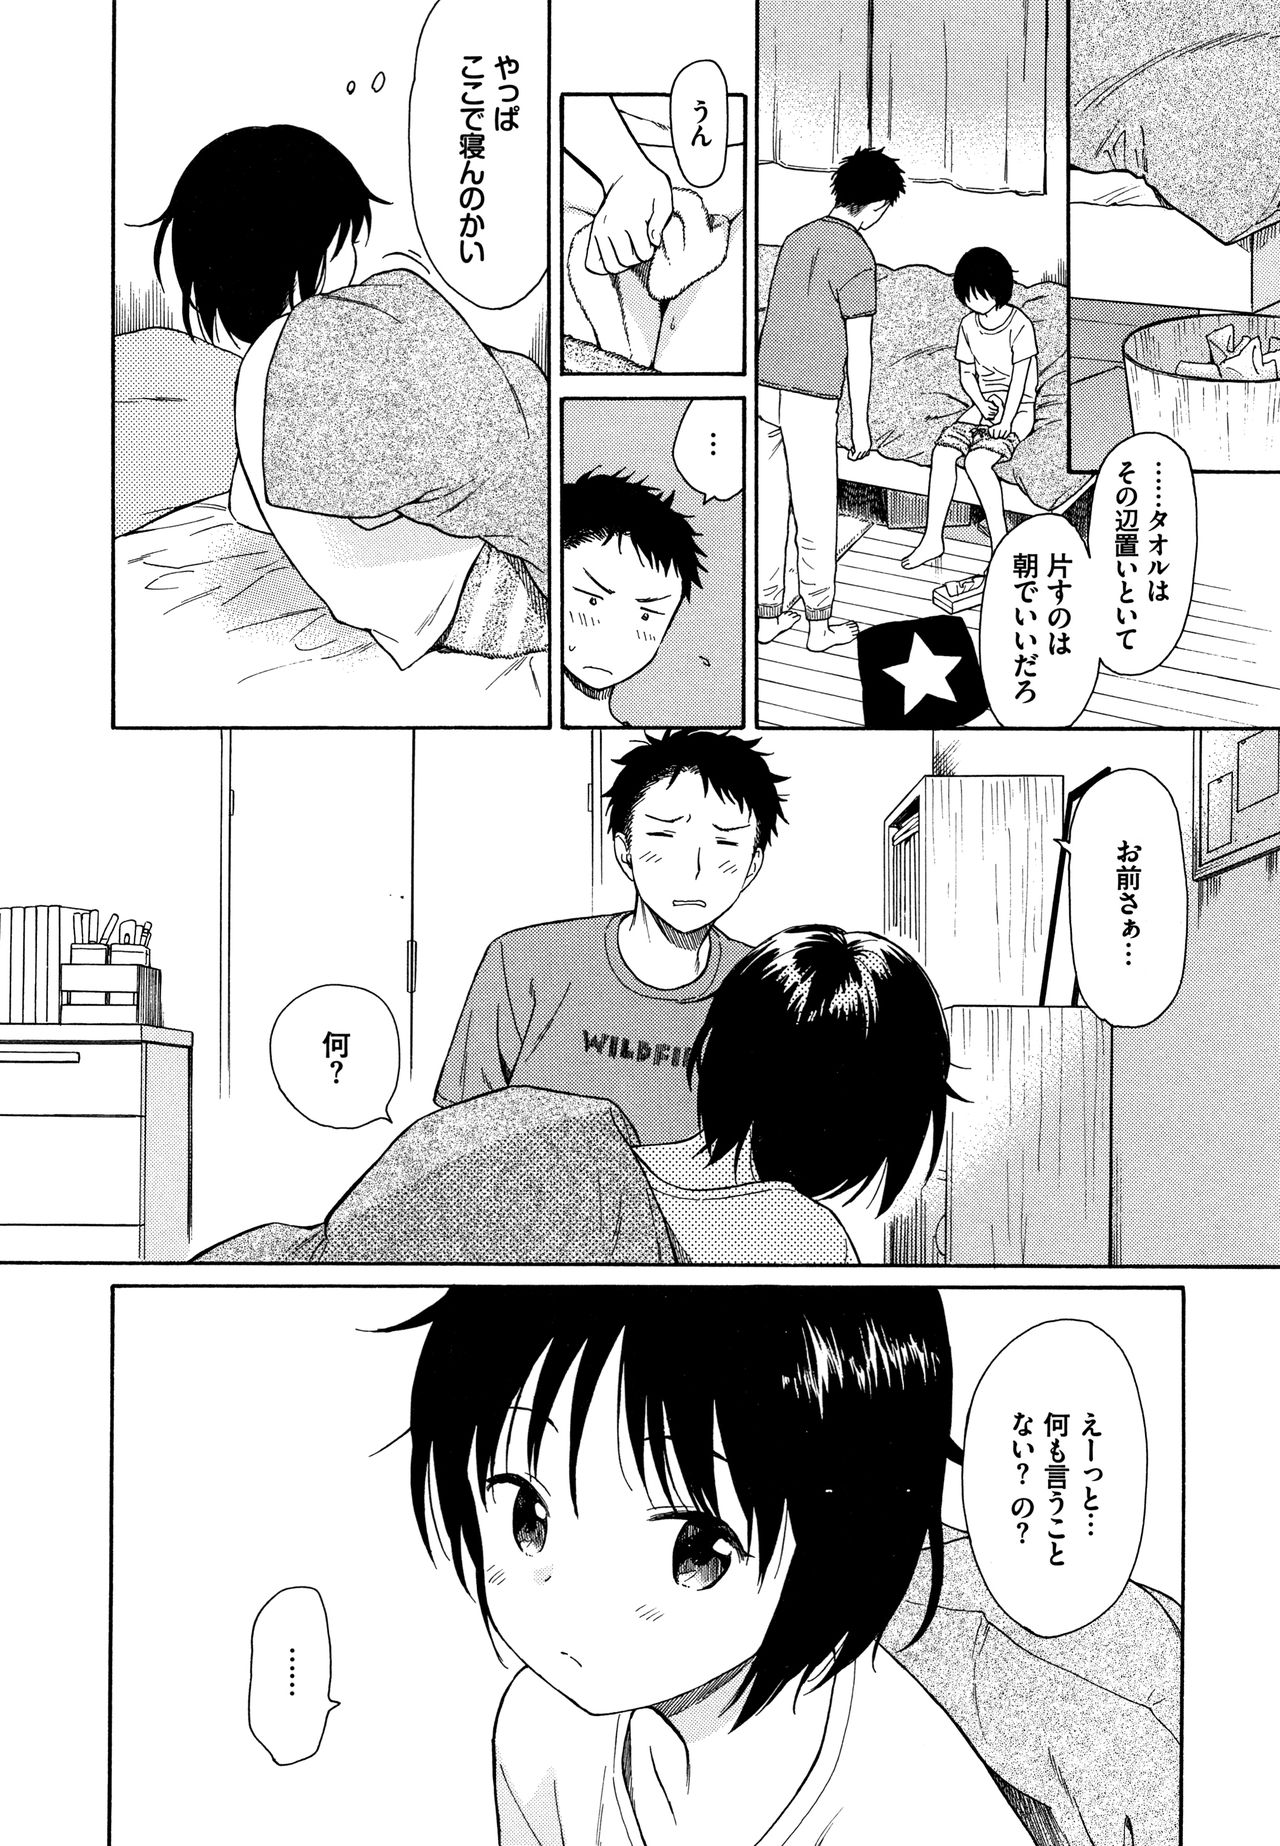 ……タオルは
その辺置いといて
片すのは
朝でいいだろ
うん
…
やっぱ
ここで寝んのかい
お前さぁ…
WILDFI
何？
えーっと…
何も言うこと
ない？の？
……